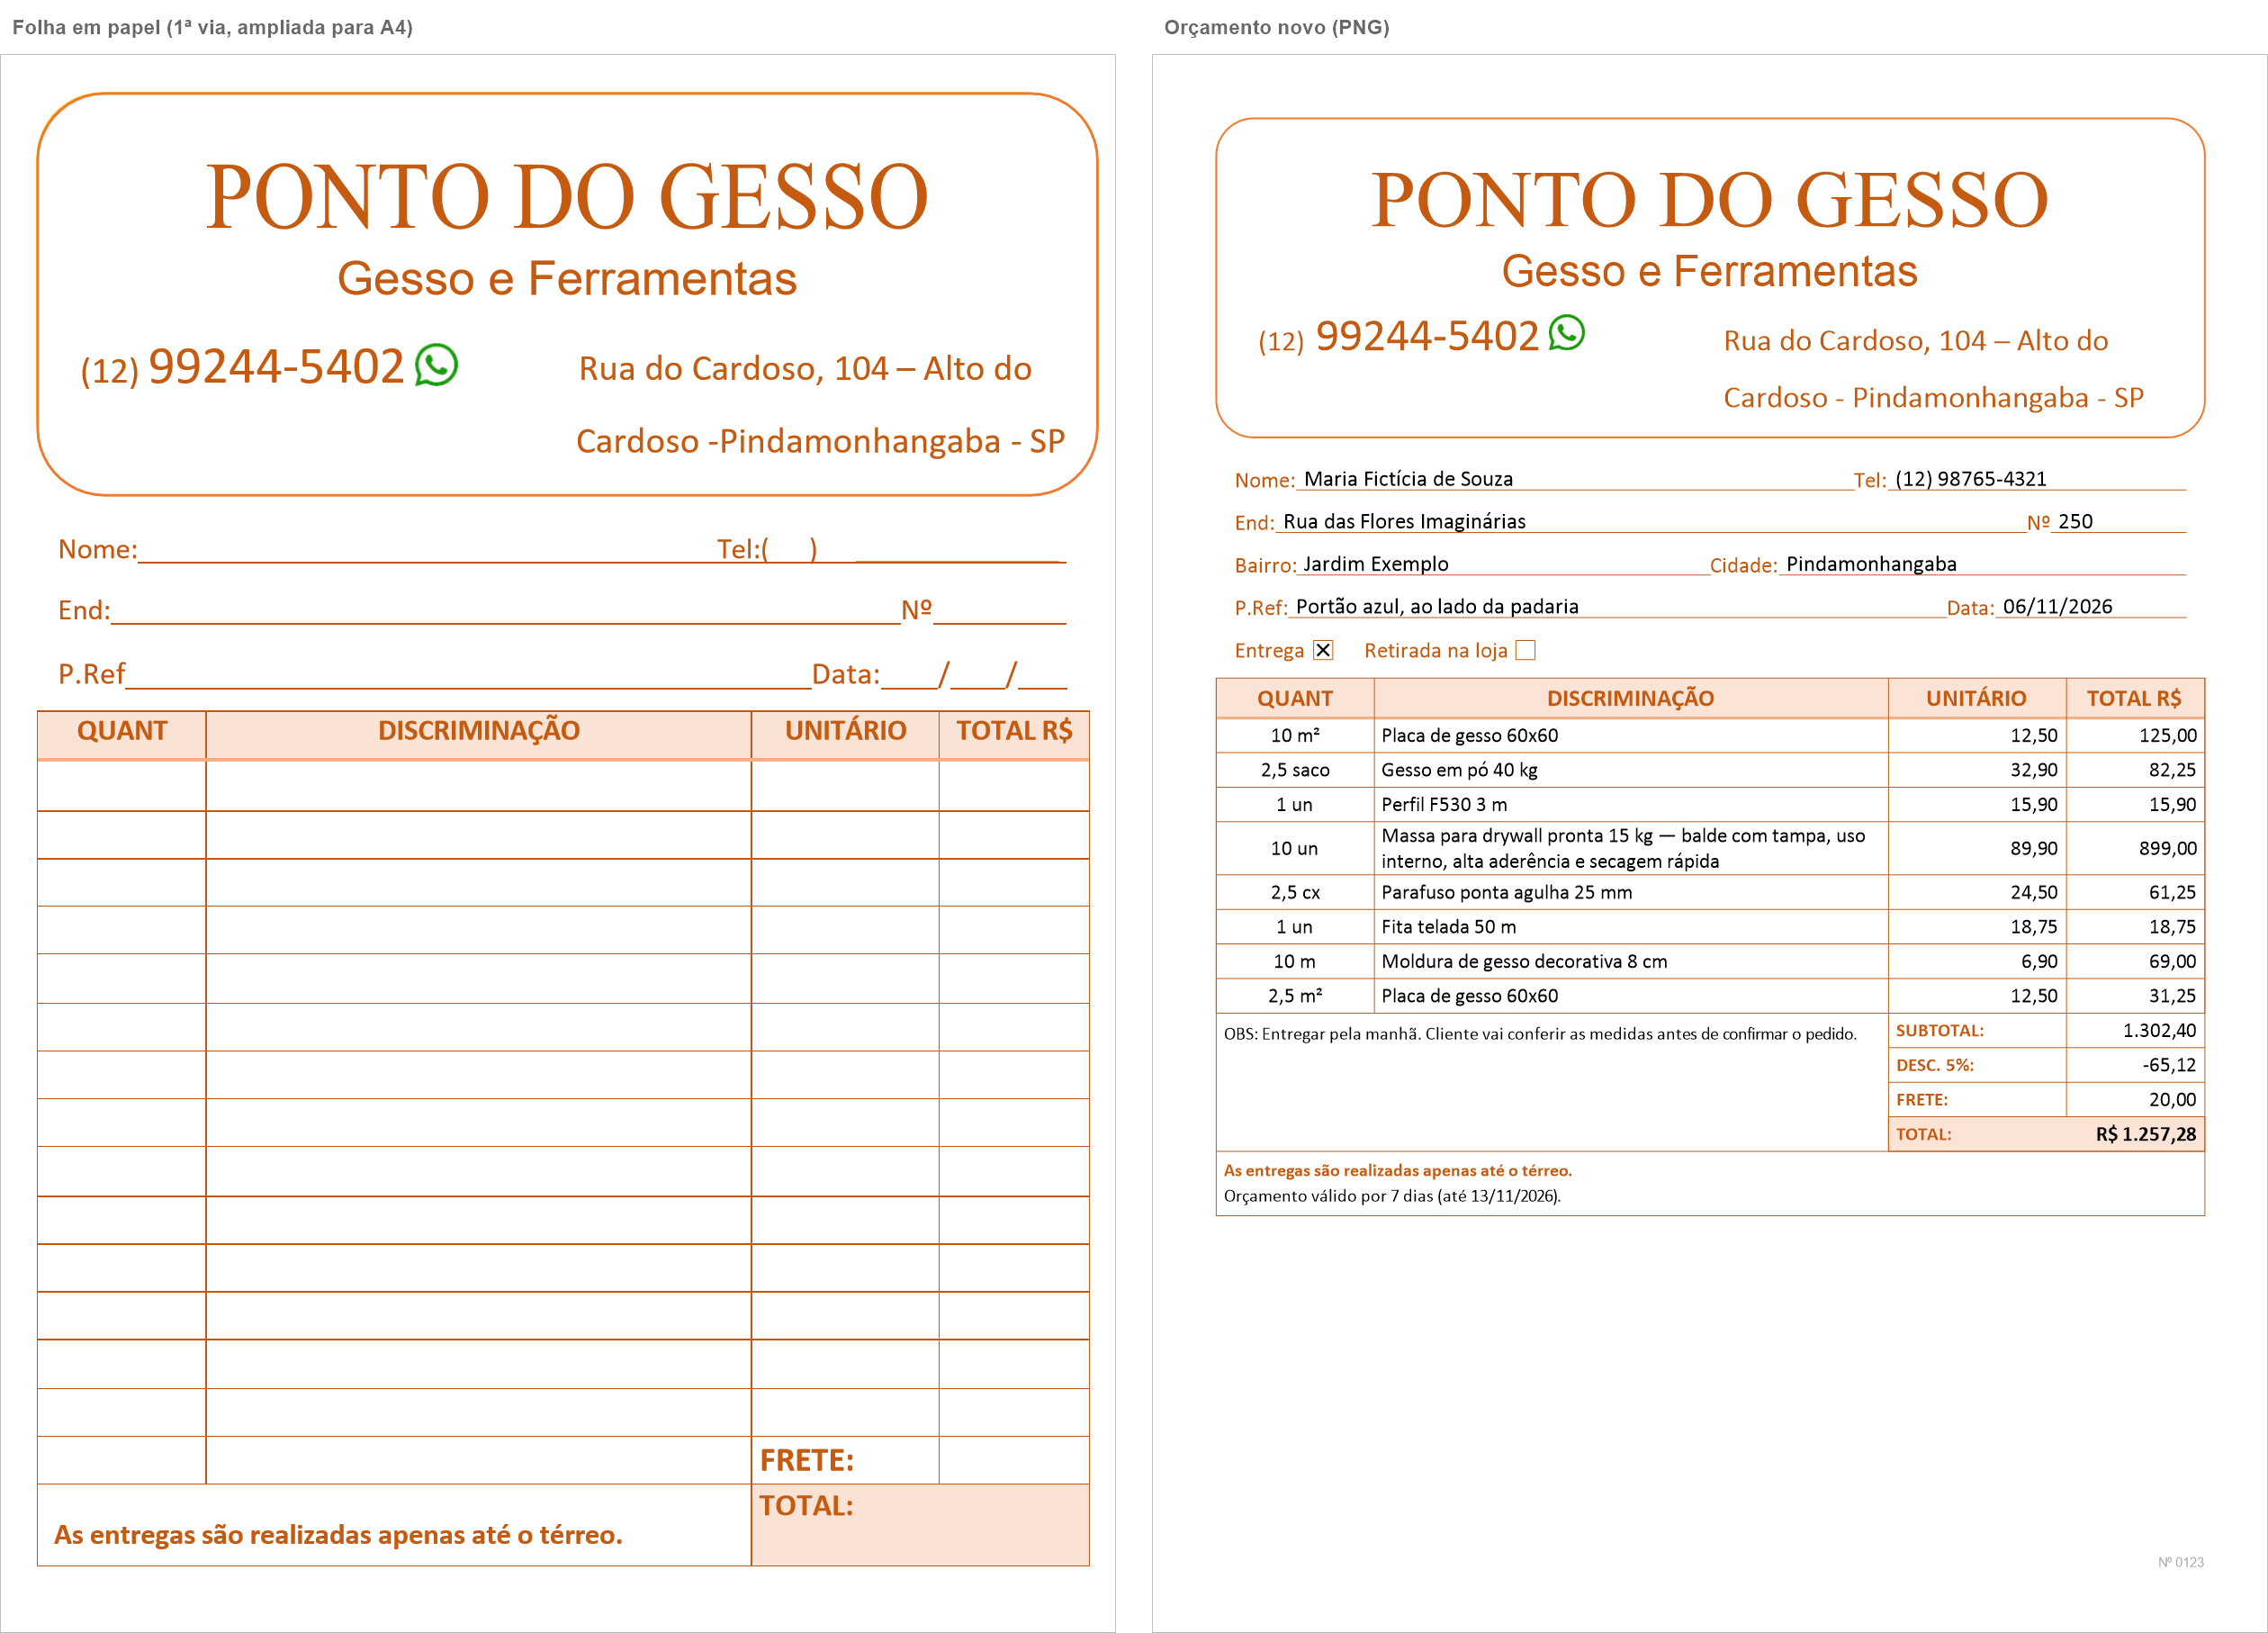 Folha em papel (1ª via, ampliada para A4)
PONTO DO GESSO
Gesso e Ferramentas
(12) 99244-5402
Rua do Cardoso, 104 – Alto do
Cardoso -Pindamonhangaba - SP
Nome: Tel:( )
End: Nº
P.Ref Data: / /
QUANT DISCRIMINAÇÃO UNITÁRIO TOTAL R$
FRETE:
TOTAL:
As entregas são realizadas apenas até o térreo.
Orçamento novo (PNG)
PONTO DO GESSO
Gesso e Ferramentas
(12) 99244-5402
Rua do Cardoso, 104 – Alto do
Cardoso - Pindamonhangaba - SP
Nome: Maria Fictícia de Souza Tel: (12) 98765-4321
End: Rua das Flores Imaginárias Nº 250
Bairro: Jardim Exemplo Cidade: Pindamonhangaba
P.Ref: Portão azul, ao lado da padaria Data: 06/11/2026
Entrega ☒ Retirada na loja ☐
QUANT DISCRIMINAÇÃO UNITÁRIO TOTAL R$
10 m² Placa de gesso 60x60 12,50 125,00
2,5 saco Gesso em pó 40 kg 32,90 82,25
1 un Perfil F530 3 m 15,90 15,90
10 un Massa para drywall pronta 15 kg — balde com tampa, uso
interno, alta aderência e secagem rápida 89,90 899,00
2,5 cx Parafuso ponta agulha 25 mm 24,50 61,25
1 un Fita telada 50 m 18,75 18,75
10 m Moldura de gesso decorativa 8 cm 6,90 69,00
2,5 m² Placa de gesso 60x60 12,50 31,25
OBS: Entregar pela manhã. Cliente vai conferir as medidas antes de confirmar o pedido.
SUBTOTAL: 1.302,40
DESC. 5%: -65,12
FRETE: 20,00
TOTAL: R$ 1.257,28
As entregas são realizadas apenas até o térreo.
Orçamento válido por 7 dias (até 13/11/2026).
Nº 0123